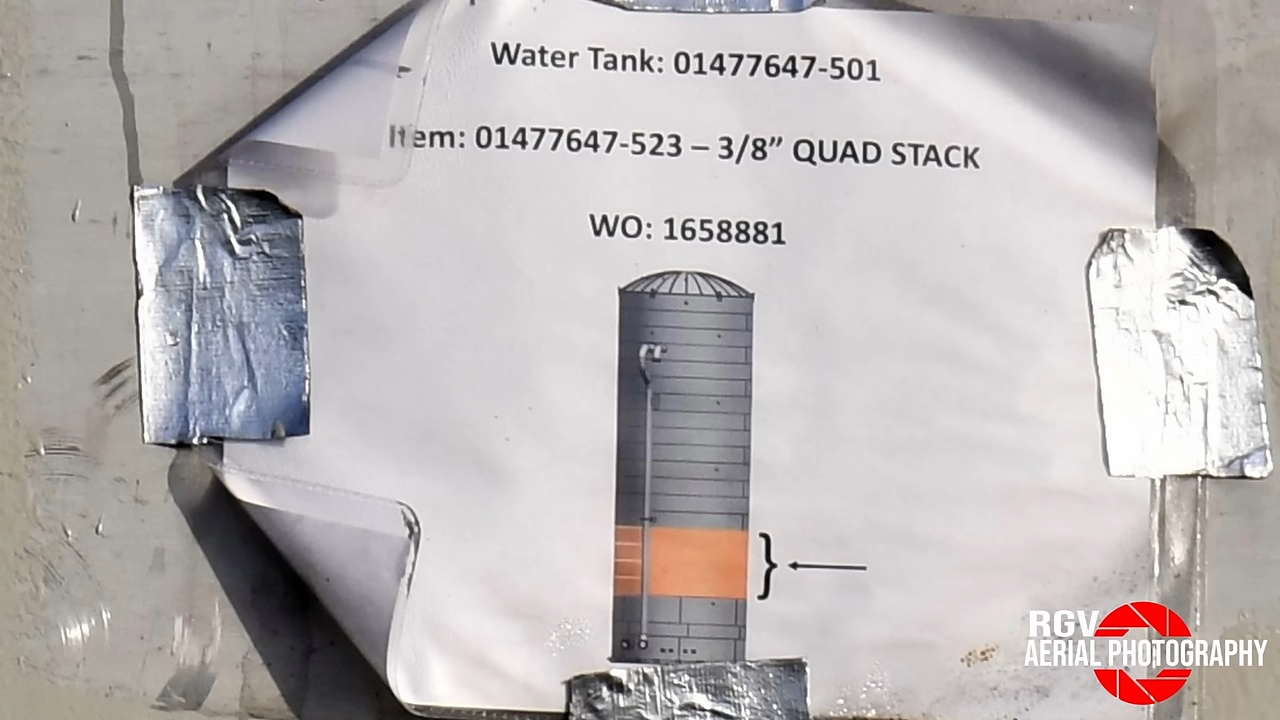 Water Tank: 01477647-501
Item: 01477647-523 – 3/8” QUAD STACK
WO: 1658881
RGV
AERIAL PHOTOGRAPHY